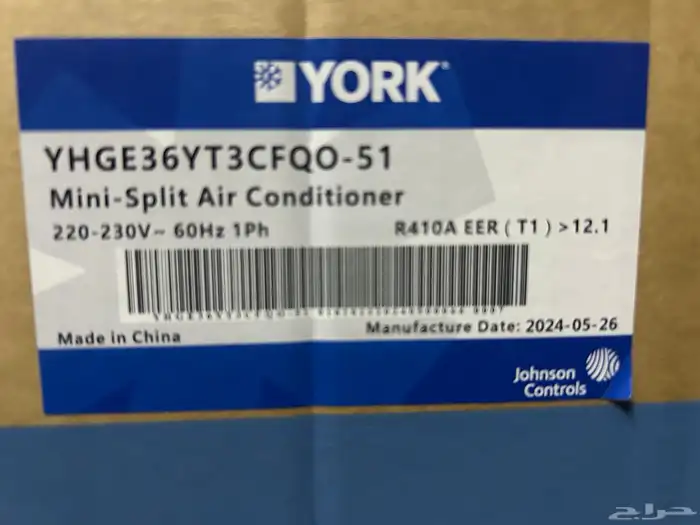 YORK
YHGE36YT3CFQO-51
Mini-Split Air Conditioner
220-230V~ 60Hz 1Ph
R410A EER ( T1 ) >12.1
Made in China
Manufacture Date: 2024-05-26
Johnson
Controls
حراج